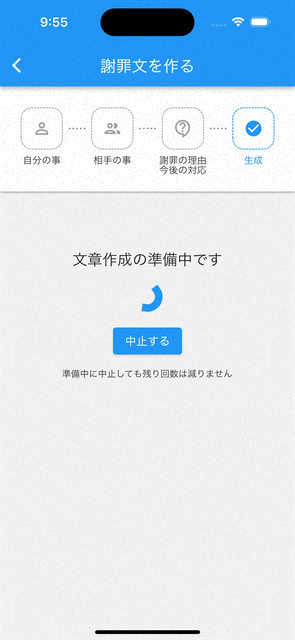 9:55
謝罪文を作る
自分の事
相手の事
謝罪の理由
今後の対応
生成
文章作成の準備中です
中止する
準備中に中止しても残り回数は減りません